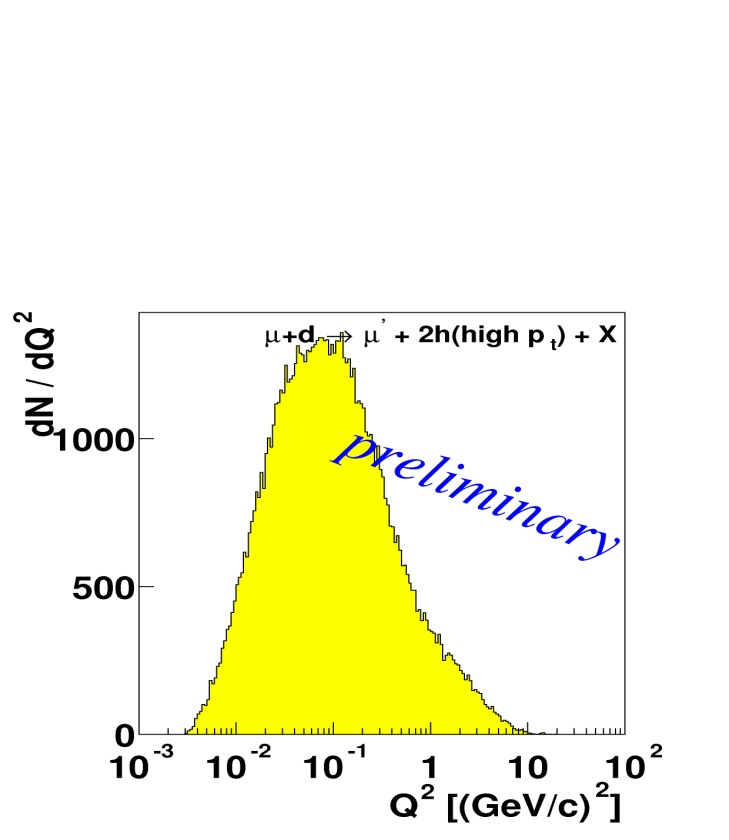 μ+d → μ’ + 2h(high p_t) + X
dN / dQ²
1000
500
0
preliminary
10⁻³ 10⁻² 10⁻¹ 1 10 10²
Q² [(GeV/c)²]